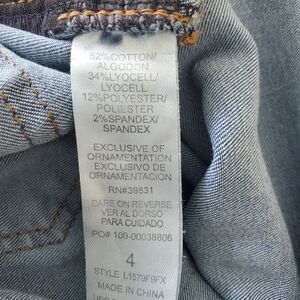 52%COTTON/
ALGODON
34%LYOCELL/
LYOCELL
12%POLYESTER/
POLIESTER
2%SPANDEX/
SPANDEX
EXCLUSIVE OF
ORNAMENTATION
EXCLUSIVO DE
ORNAMENTACION
RN#39831
CARE ON REVERSE
VER AL DORSO
PARA CUIDADO
PO# 100-00038806
4
STYLE L1579F9FX
MADE IN CHINA